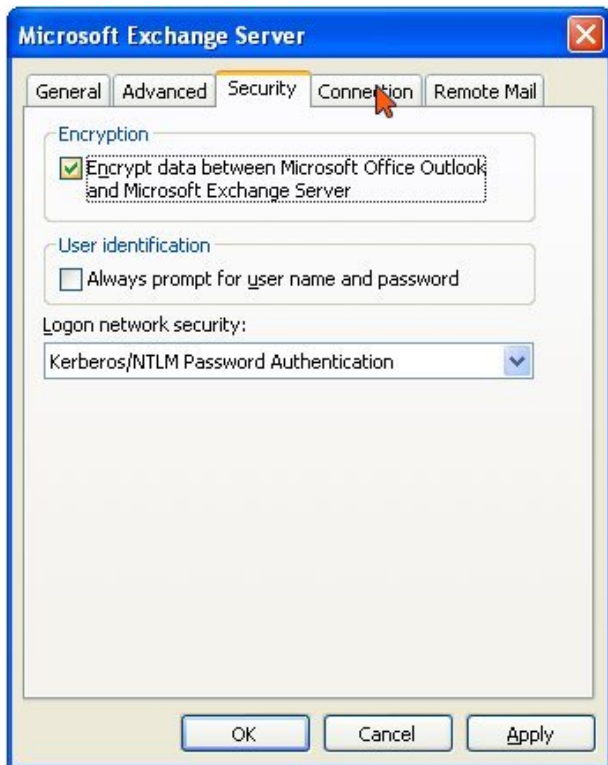 Microsoft Exchange Server
General Advanced Security Connection Remote Mail
Encryption
Encrypt data between Microsoft Office Outlook
and Microsoft Exchange Server
User identification
Always prompt for user name and password
Logon network security:
Kerberos/NTLM Password Authentication
OK Cancel Apply